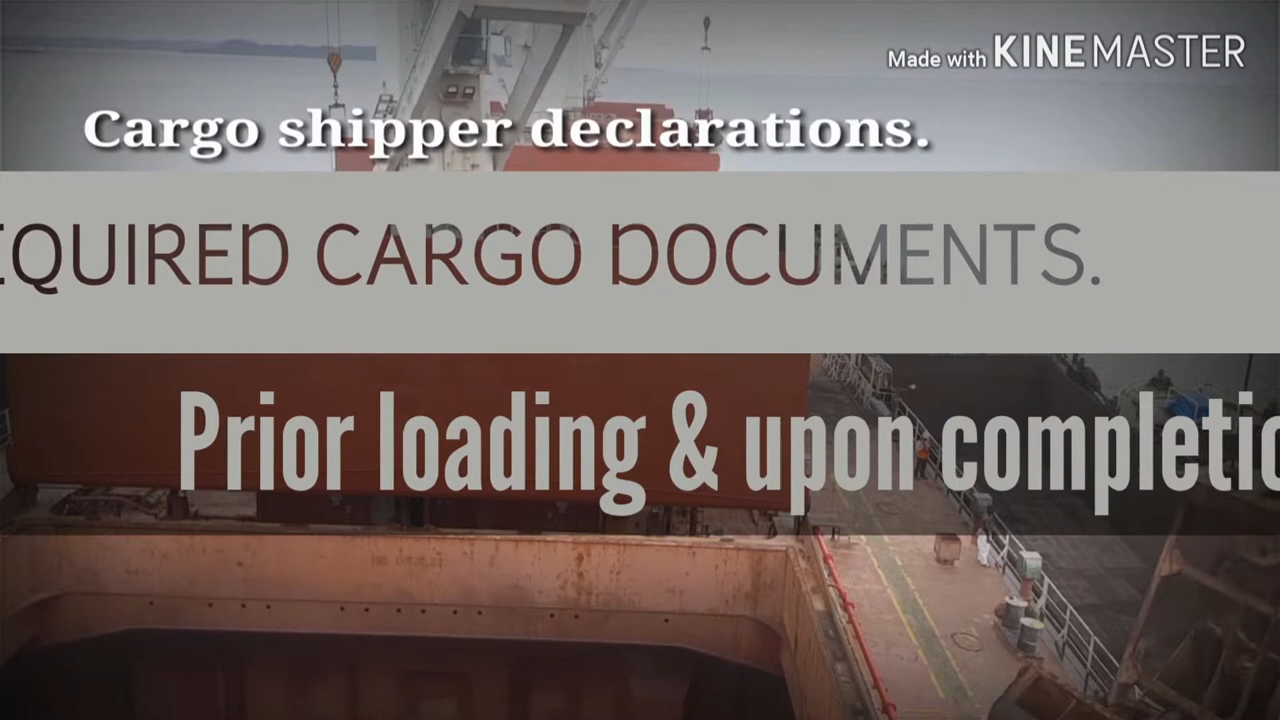 Made with KINEMASTER
Cargo shipper declarations.
EQUIRED CARGO DOCUMENTS.
Prior loading & upon completio